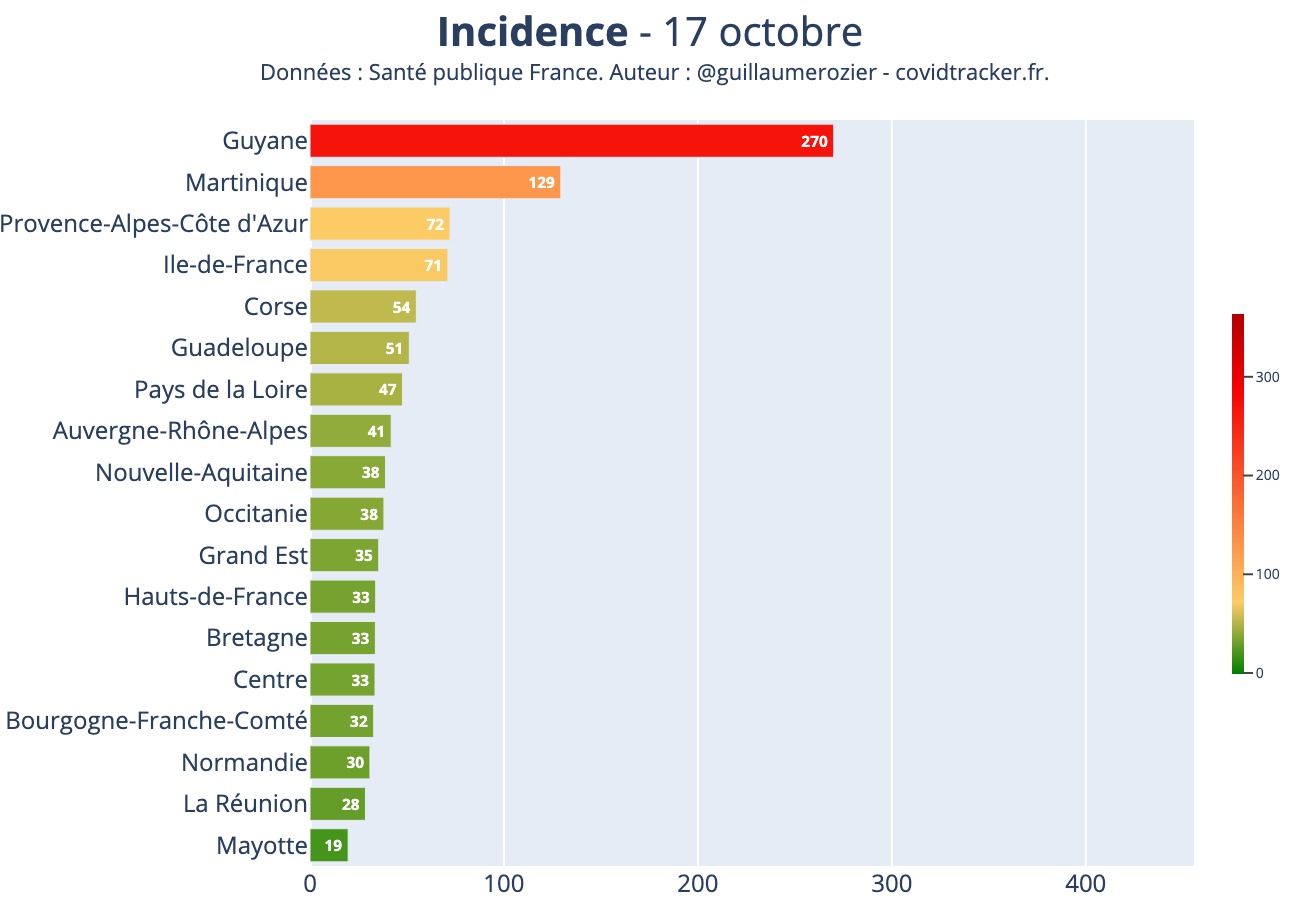 Incidence - 17 octobre
Données : Santé publique France. Auteur : @guillaumerozier - covidtracker.fr.
Guyane 270
Martinique 129
Provence-Alpes-Côte d'Azur 72
Ile-de-France 71
Corse 54
Guadeloupe 51
Pays de la Loire 47
Auvergne-Rhône-Alpes 41
Nouvelle-Aquitaine 38
Occitanie 38
Grand Est 35
Hauts-de-France 33
Bretagne 33
Centre 33
Bourgogne-Franche-Comté 32
Normandie 30
La Réunion 28
Mayotte 19
0 100 200 300 400
300
200
100
0